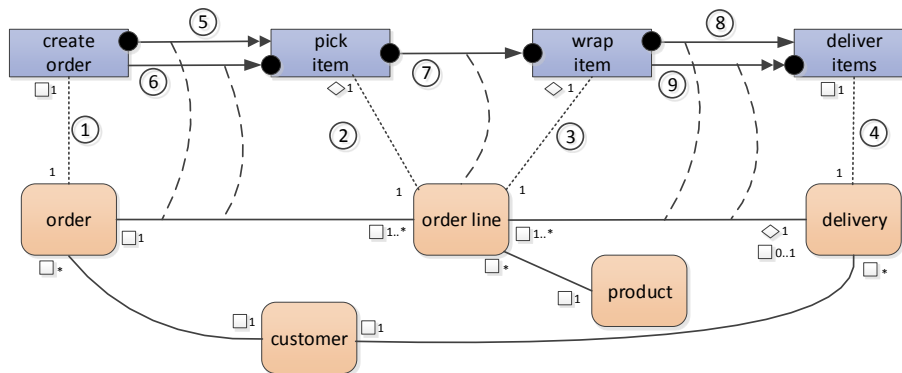 5
8
create
order
pick
item
wrap
item
deliver
items
6
7
9
□1
◇1
◇1
□1
1
2
3
4
1
1
1
1
order
order line
delivery
□1
□1..*
□1..*
◇1
□0..1
□*
□*
□*
product
□1
□1
□1
customer